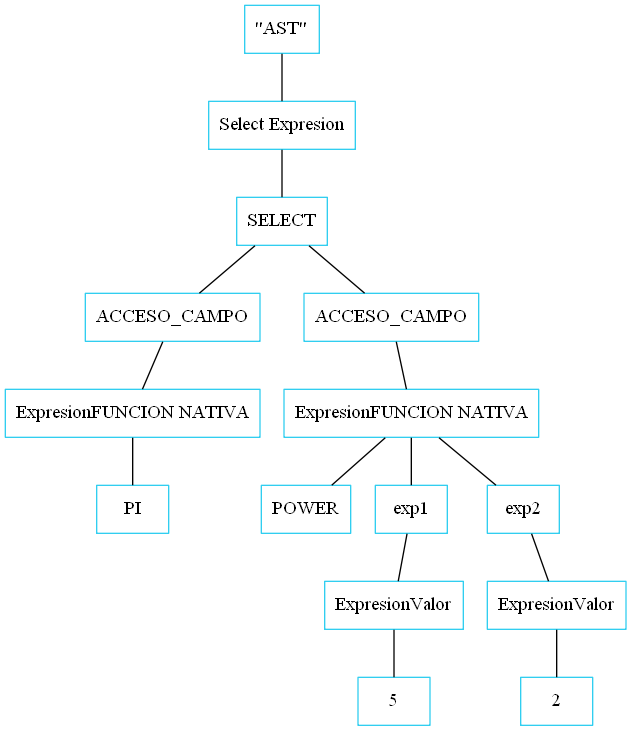 "AST"
Select Expresion
SELECT
ACCESO_CAMPO
ACCESO_CAMPO
ExpresionFUNCION NATIVA
ExpresionFUNCION NATIVA
PI
POWER
exp1
exp2
ExpresionValor
ExpresionValor
5
2